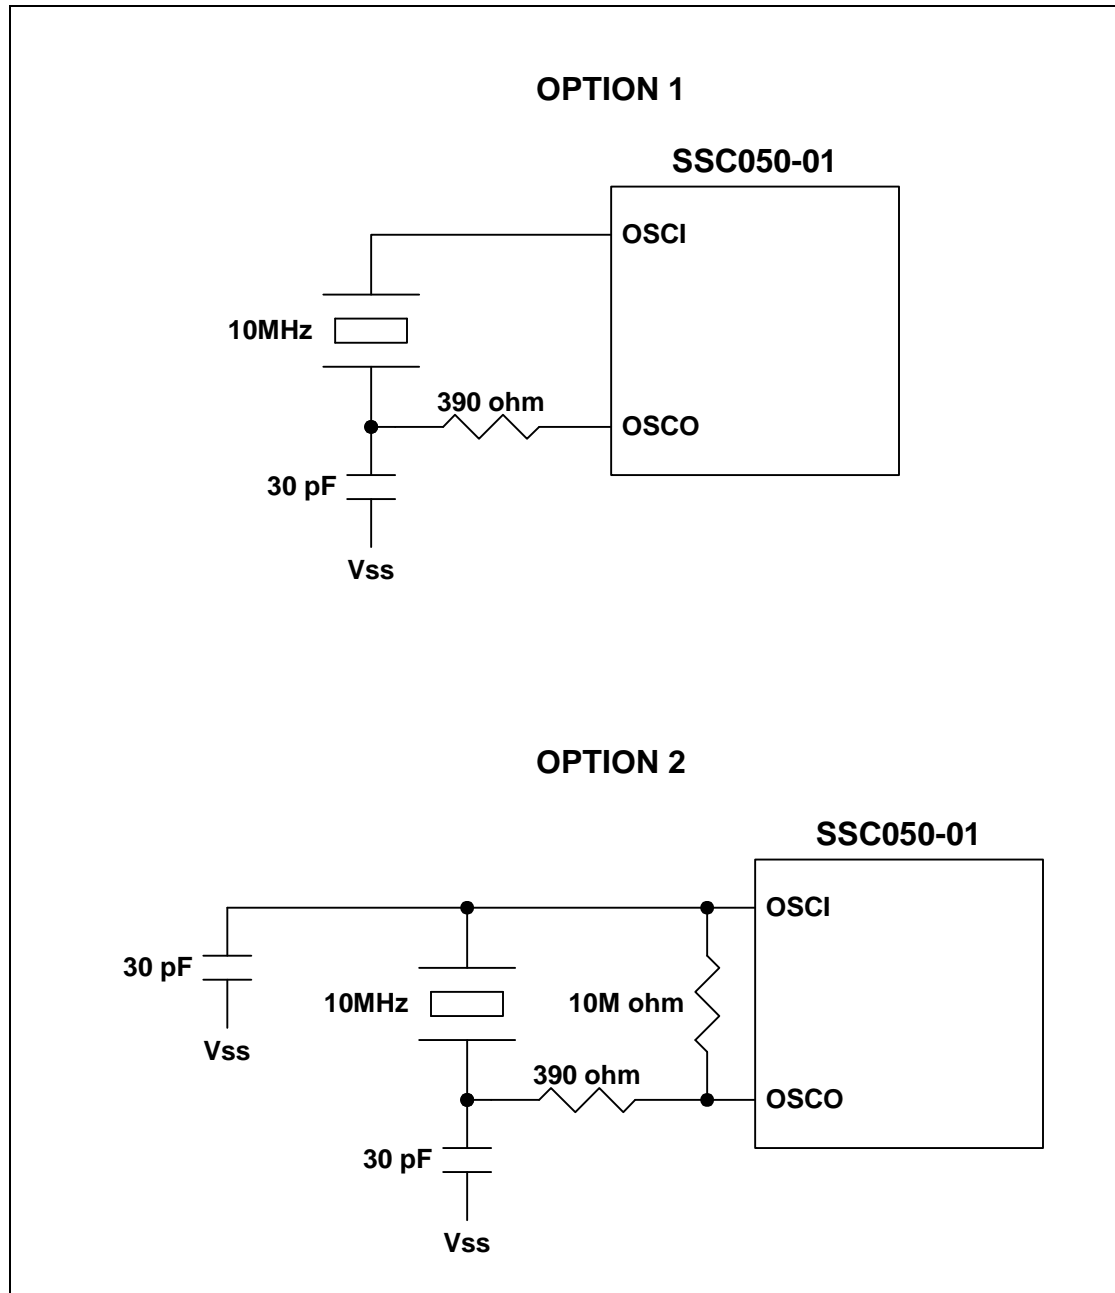 OPTION 1
SSC050-01
OSCI
10MHz
390 ohm
OSCO
30 pF
Vss
OPTION 2
SSC050-01
OSCI
30 pF
10MHz
10M ohm
Vss
390 ohm
OSCO
30 pF
Vss